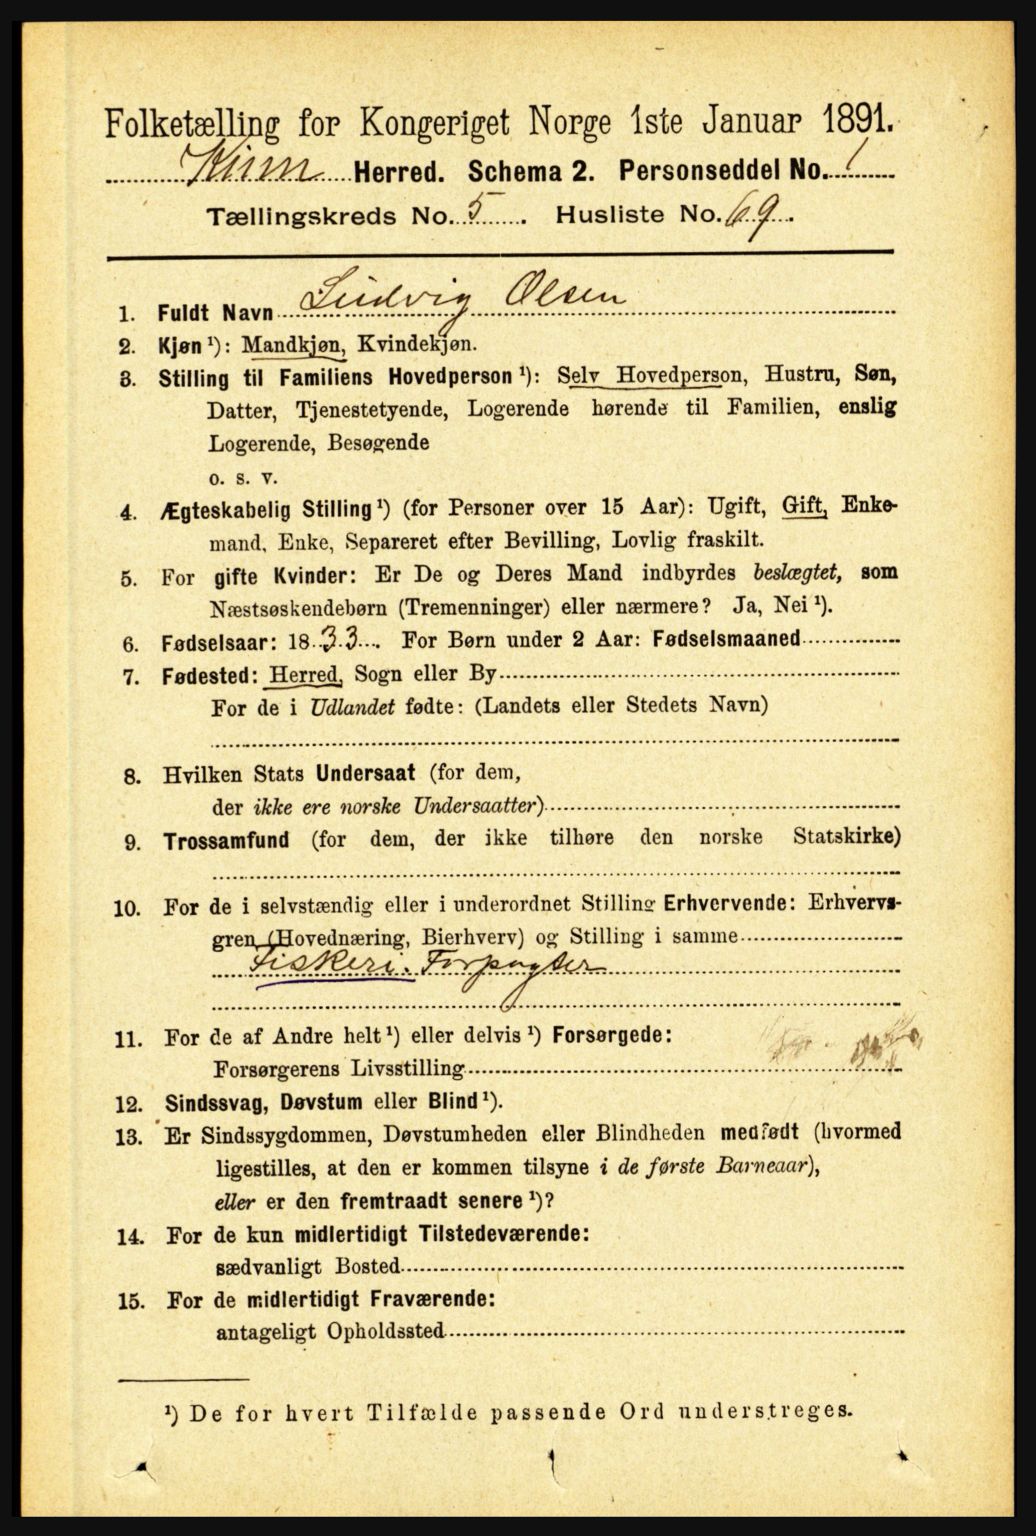 Folketælling for Kongeriget Norge 1ste Januar 1891.
Kinn Herred. Schema 2. Personseddel No. 1
Tællingskreds No. 5. Husliste No. 69.
1. Fuldt Navn Ludvig Olsen
2. Kjøn ¹): Mandkjøn, Kvindekjøn.
3. Stilling til Familiens Hovedperson ¹): Selv Hovedperson, Hustru, Søn,
Datter, Tjenestetyende, Logerende hørende til Familien, enslig
Logerende, Besøgende
o. s. v.
4. Ægteskabelig Stilling ¹) (for Personer over 15 Aar): Ugift, Gift, Enke-
mand, Enke, Separeret efter Bevilling, Lovlig fraskilt.
5. For gifte Kvinder: Er De og Deres Mand indbyrdes beslægtet, som
Næstsøskendebørn (Tremenninger) eller nærmere? Ja, Nei ¹).
6. Fødselsaar: 1833. For Børn under 2 Aar: Fødselsmaaned
7. Fødested: Herred, Sogn eller By
For de i Udlandet fødte: (Landets eller Stedets Navn)
8. Hvilken Stats Undersaat (for dem,
der ikke ere norske Undersaatter)
9. Trossamfund (for dem, der ikke tilhøre den norske Statskirke)
10. For de i selvstændig eller i underordnet Stilling Erhvervende: Erhvervs-
gren (Hovednæring, Bierhverv) og Stilling i samme
Fiskeri. Forpagter
11. For de af Andre helt ¹) eller delvis ¹) Forsørgede:
Forsørgerens Livsstilling
12. Sindssvag, Døvstum eller Blind ¹).
13. Er Sindssygdommen, Døvstumheden eller Blindheden medfødt (hvormed
ligestilles, at den er kommen tilsyne i de første Barneaar),
eller er den fremtraadt senere ¹)?
14. For de kun midlertidigt Tilstedeværende:
sædvanligt Bosted
15. For de midlertidigt Fraværende:
antageligt Opholdssted
¹) De for hvert Tilfælde passende Ord understreges.